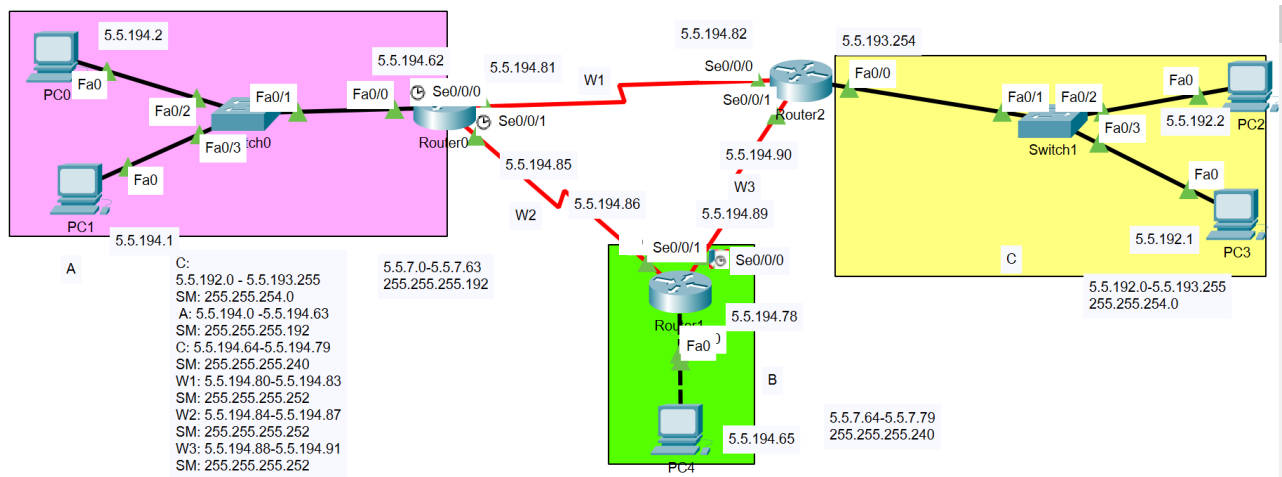 5.5.194.2
PC0
Fa0
Fa0/2
Fa0/1
Fa0/3
tch0
Fa0
PC1
5.5.194.1
A
5.5.194.62
Fa0/0
Se0/0/0
Se0/0/1
Router0
5.5.194.81
W1
5.5.194.85
W2
5.5.194.86
5.5.194.82
Se0/0/0
Se0/0/1
Router2
5.5.194.90
W3
5.5.194.89
5.5.193.254
Fa0/0
Fa0/1
Fa0/2
Fa0/3
Switch1
Fa0
PC2
5.5.192.2
Fa0
PC3
5.5.192.1
C
5.5.192.0-5.5.193.255
255.255.254.0
Se0/0/1
Se0/0/0
5.5.194.78
Fa0
B
PC4
5.5.194.65
5.5.7.64-5.5.7.79
255.255.255.240
C:
5.5.192.0 - 5.5.193.255
SM: 255.255.254.0
A: 5.5.194.0 -5.5.194.63
SM: 255.255.255.192
C: 5.5.194.64-5.5.194.79
SM: 255.255.255.240
W1: 5.5.194.80-5.5.194.83
SM: 255.255.255.252
W2: 5.5.194.84-5.5.194.87
SM: 255.255.255.252
W3: 5.5.194.88-5.5.194.91
SM: 255.255.255.252
5.5.7.0-5.5.7.63
255.255.255.192